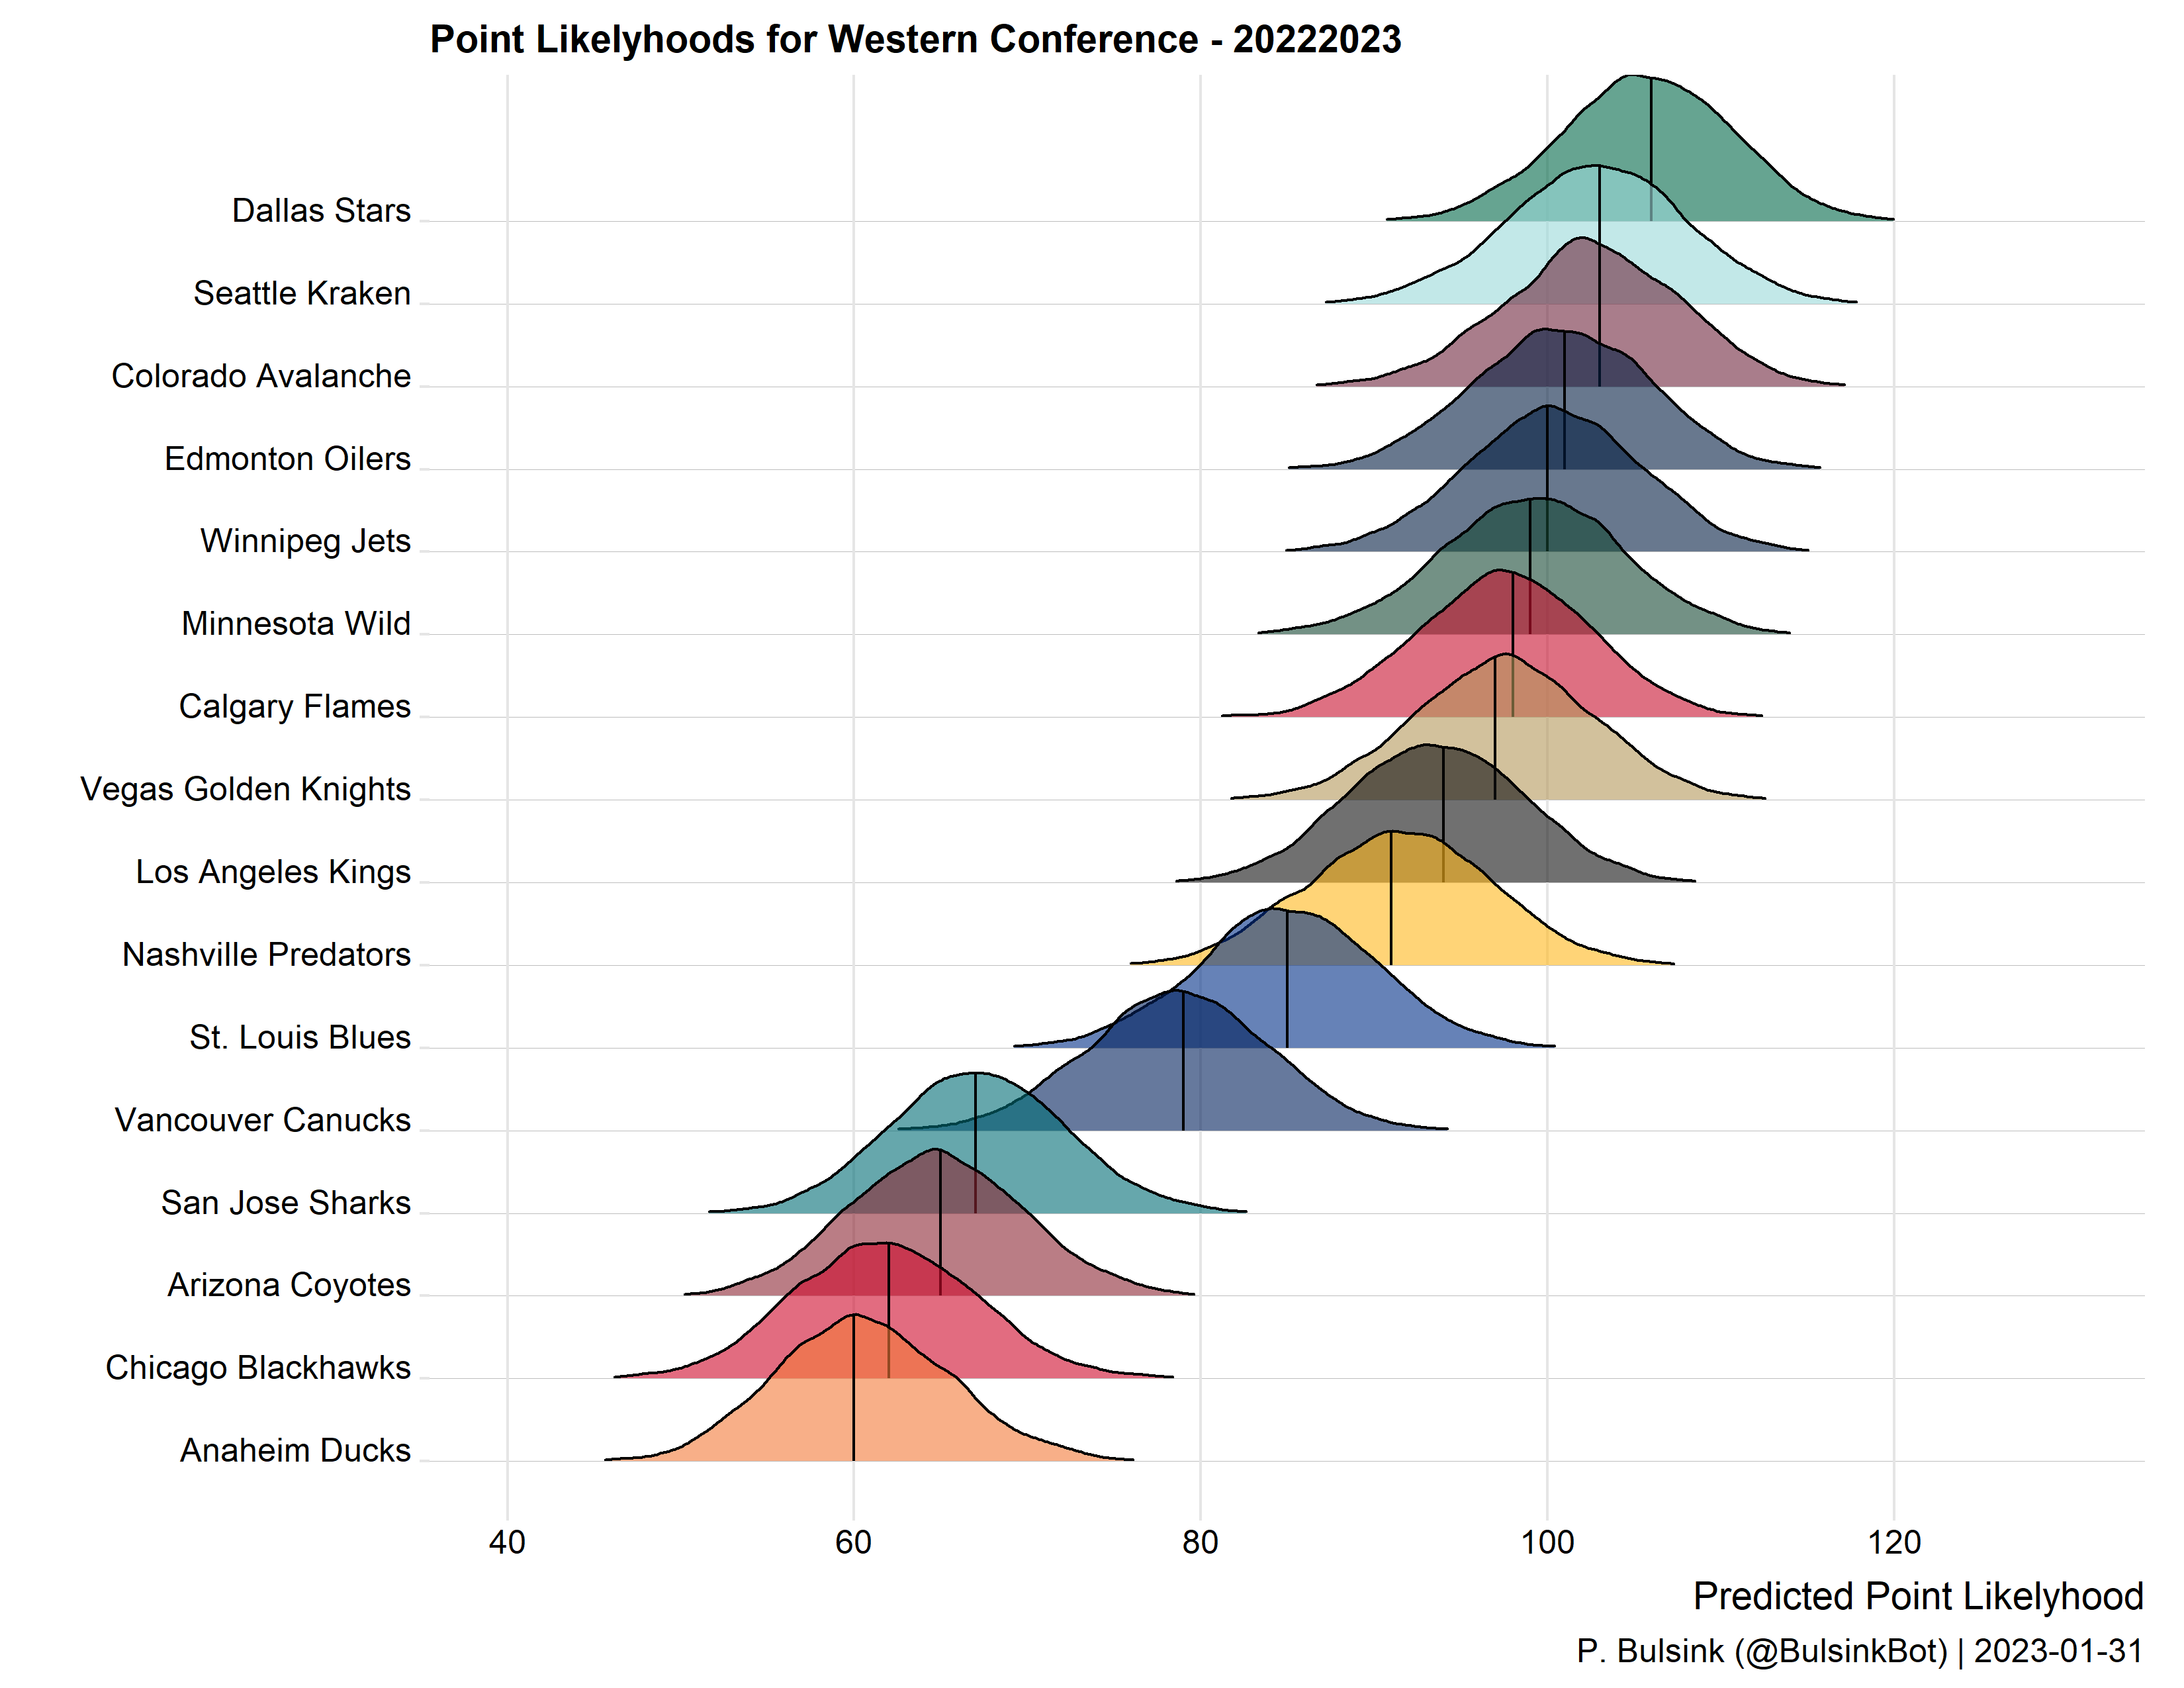 Point Likelyhoods for Western Conference - 20222023
Dallas Stars
Seattle Kraken
Colorado Avalanche
Edmonton Oilers
Winnipeg Jets
Minnesota Wild
Calgary Flames
Vegas Golden Knights
Los Angeles Kings
Nashville Predators
St. Louis Blues
Vancouver Canucks
San Jose Sharks
Arizona Coyotes
Chicago Blackhawks
Anaheim Ducks
40 60 80 100 120
Predicted Point Likelyhood
P. Bulsink (@BulsinkBot) | 2023-01-31